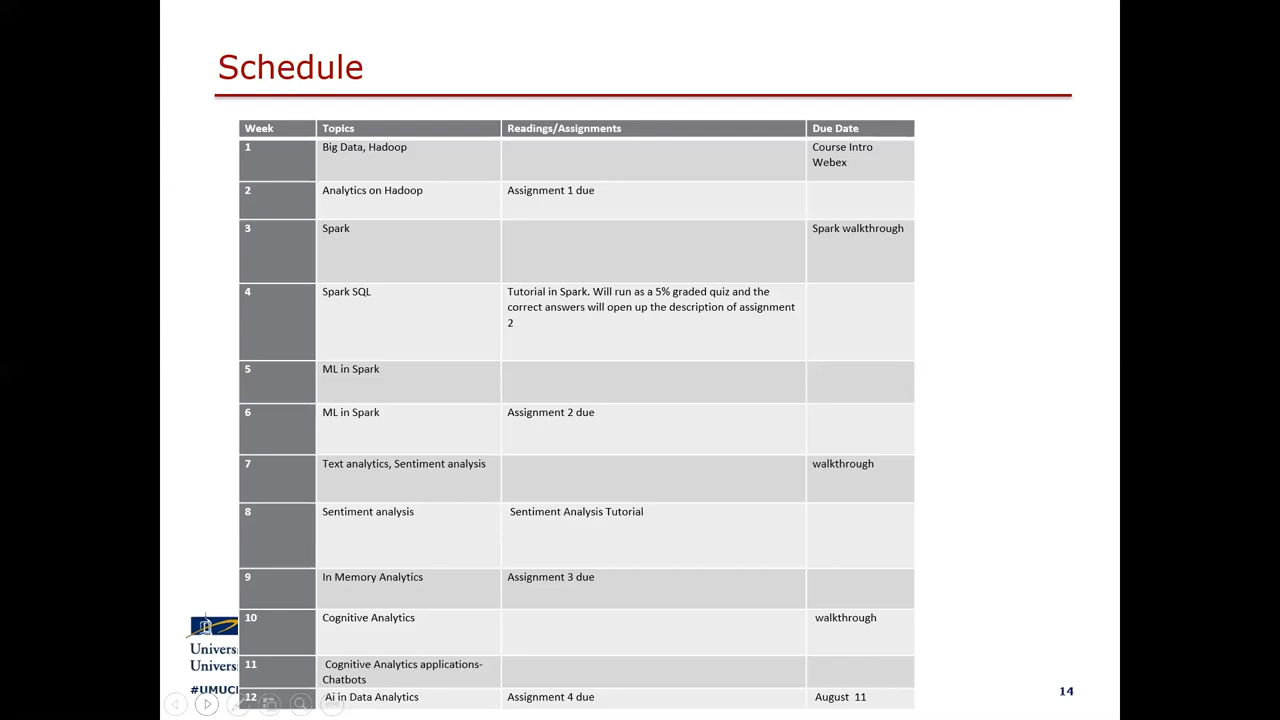 Schedule
Week Topics Readings/Assignments Due Date
1 Big Data, Hadoop Course Intro
Webex
2 Analytics on Hadoop Assignment 1 due
3 Spark Spark walkthrough
4 Spark SQL Tutorial in Spark. Will run as a 5% graded quiz and the
correct answers will open up the description of assignment
2
5 ML in Spark
6 ML in Spark Assignment 2 due
7 Text analytics, Sentiment analysis walkthrough
8 Sentiment analysis Sentiment Analysis Tutorial
9 In Memory Analytics Assignment 3 due
10 Cognitive Analytics walkthrough
11 Cognitive Analytics applications-
Chatbots
12 Ai in Data Analytics Assignment 4 due August 11
Univers
Univers
#UMUC
14